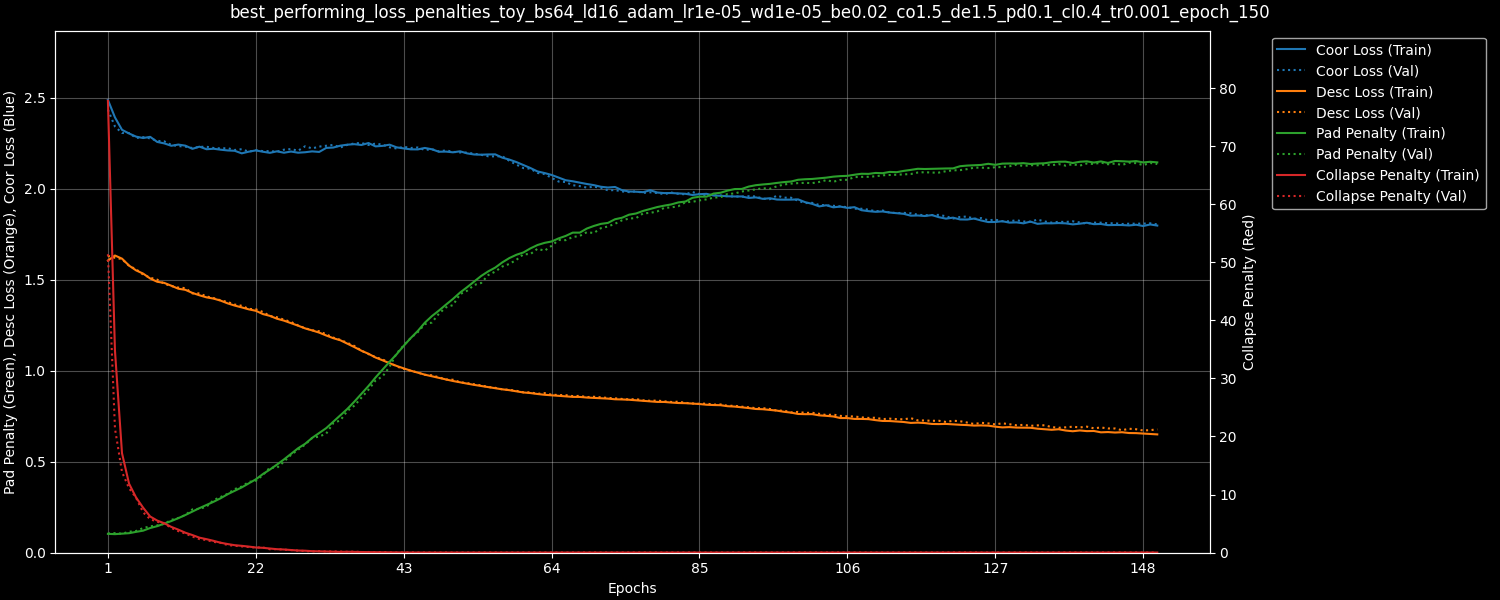 best_performing_loss_penalties_toy_bs64_ld16_adam_lr1e-05_wd1e-05_be0.02_co1.5_de1.5_pd0.1_cl0.4_tr0.001_epoch_150
Pad Penalty (Green), Desc Loss (Orange), Coor Loss (Blue)
2.5
2.0
1.5
1.0
0.5
0.0
1 22 43 64 85 106 127 148
Epochs
80
70
60
50
40
30
20
10
0
Collapse Penalty (Red)
Coor Loss (Train)
Coor Loss (Val)
Desc Loss (Train)
Desc Loss (Val)
Pad Penalty (Train)
Pad Penalty (Val)
Collapse Penalty (Train)
Collapse Penalty (Val)